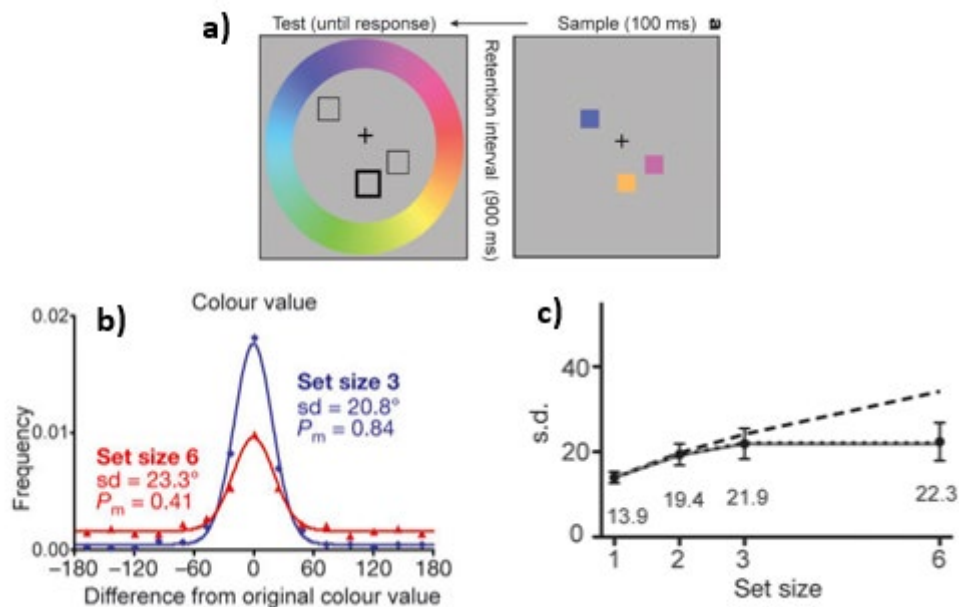 a)
Test (until response)
Sample (100 ms)
a
Retention interval (900 ms)
b)
Colour value
0.02
0.01
0.00
Frequency
Set size 3
sd = 20.8°
Pm = 0.84
Set size 6
sd = 23.3°
Pm = 0.41
−180 −120 −60 0 60 120 180
Difference from original colour value
c)
40
20
0
s.d.
13.9
19.4
21.9
22.3
1 2 3 6
Set size